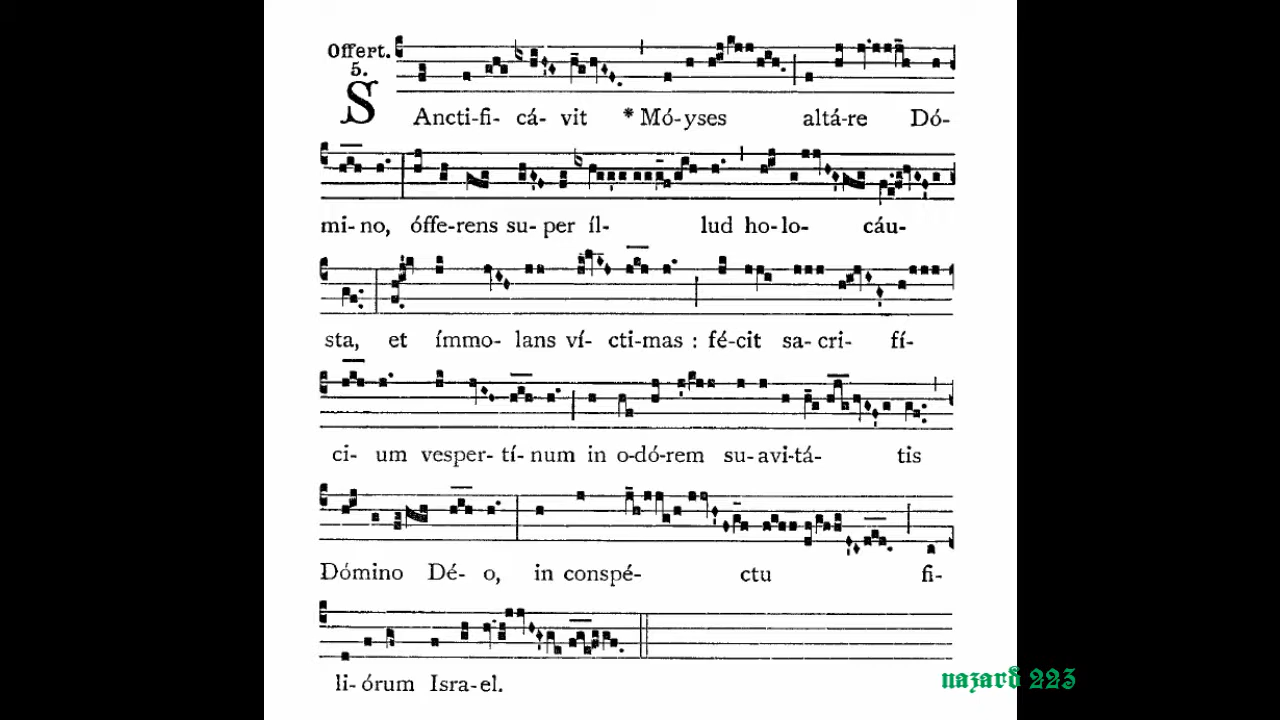 Offert.
5.
SAncti-fi- cá- vit * Mó-yses altá-re Dó-
mi- no, óffe-rens su- per íl- lud ho-lo- cáu-
sta, et ímmo- lans ví- cti-mas : fé-cit sa- cri- fí-
ci- um vesper- tí- num in o-dó-rem su-avi-tá- tis
Dómino Dé- o, in conspé- ctu fi-
li- órum Isra-el.
nazard 223